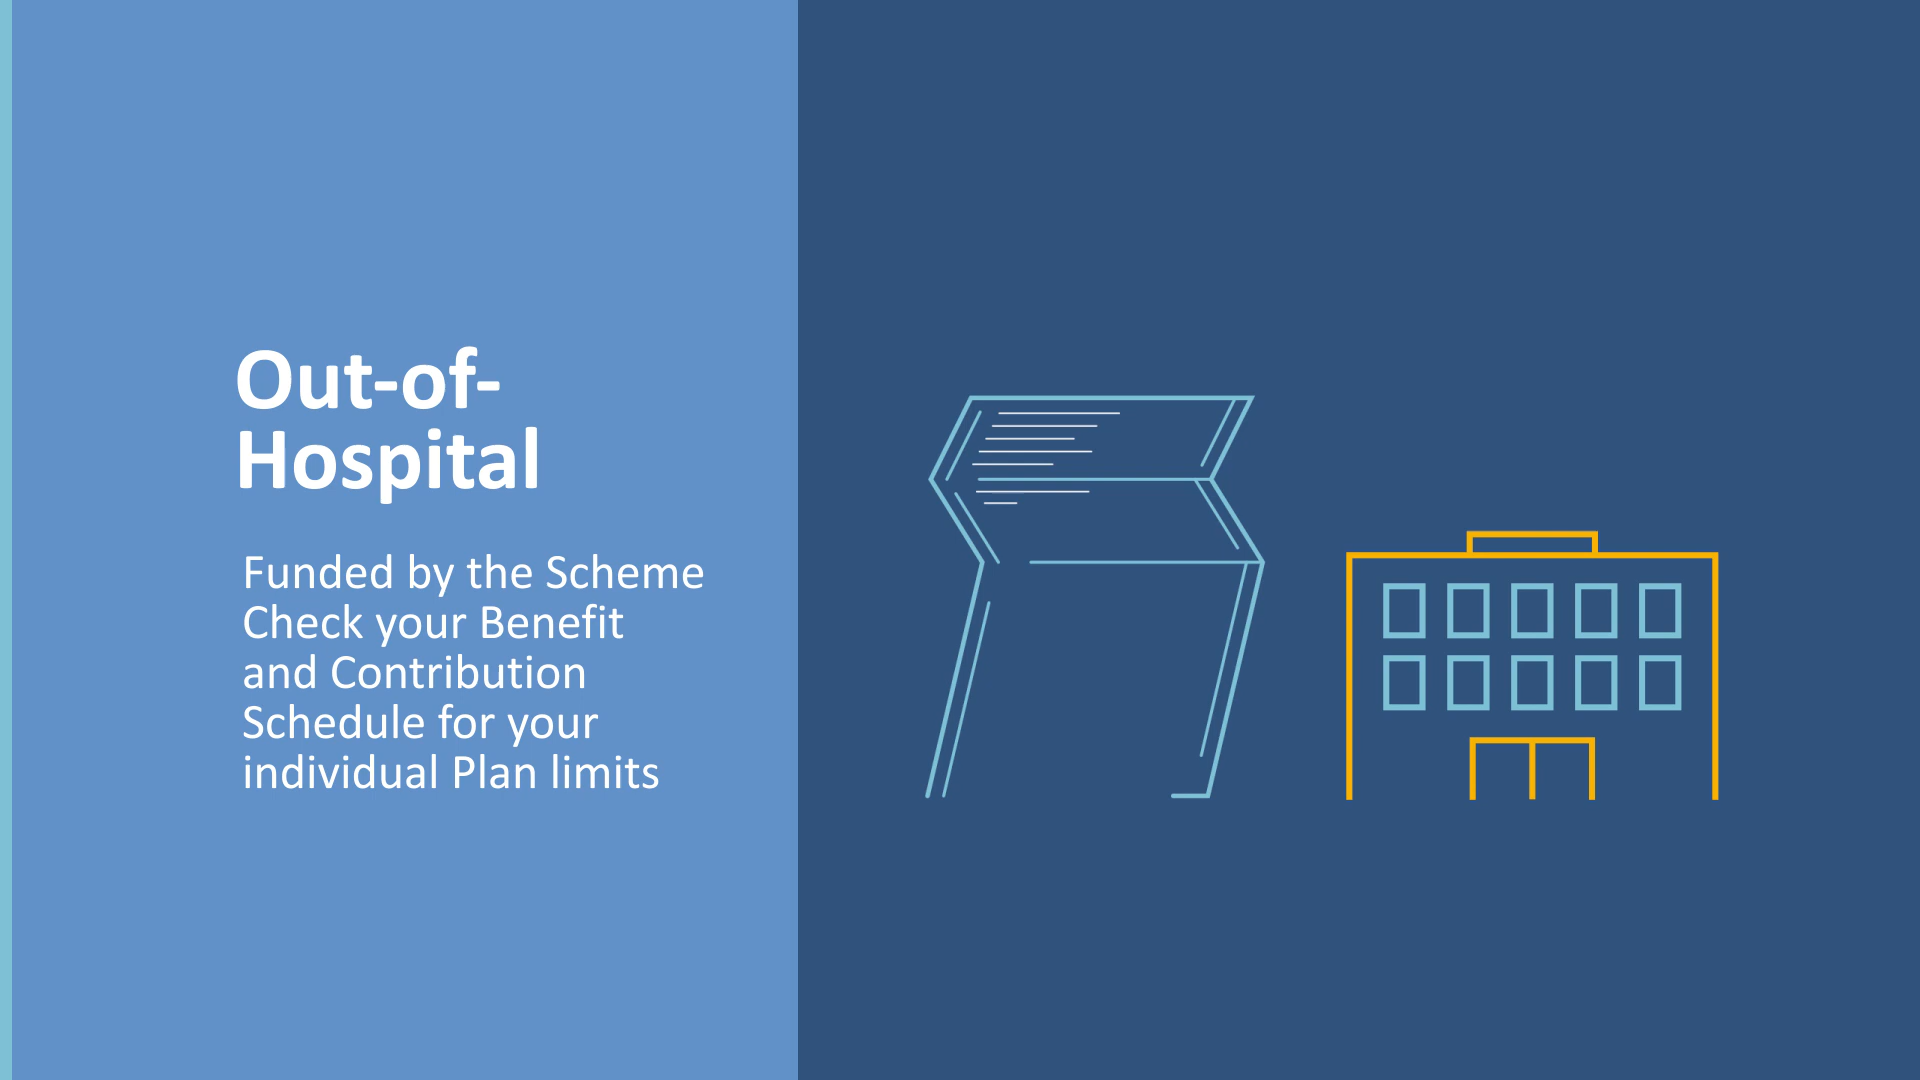 Out-of-
Hospital
Funded by the Scheme
Check your Benefit
and Contribution
Schedule for your
individual Plan limits